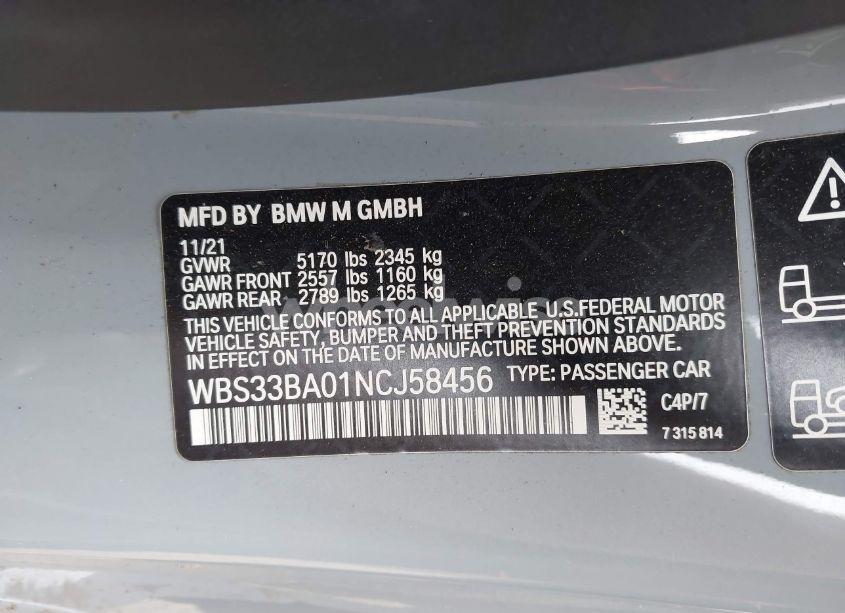 MFD BY BMW M GMBH
11/21
GVWR 5170 lbs 2345 kg
GAWR FRONT 2557 lbs 1160 kg
GAWR REAR 2789 lbs 1265 kg
THIS VEHICLE CONFORMS TO ALL APPLICABLE U.S.FEDERAL MOTOR
VEHICLE SAFETY, BUMPER AND THEFT PREVENTION STANDARDS
IN EFFECT ON THE DATE OF MANUFACTURE SHOWN ABOVE.
WBS33BA01NCJ58456 TYPE: PASSENGER CAR
C4P/7
7 315 814